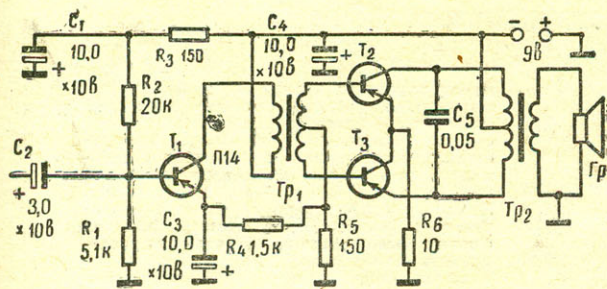 C1
10,0
+
×10в
R3 150
C4
10,0
×10в
+
T2
- +
9в
R2
20к
C2
+
3,0
×10в
T1
П14
Тр1
T3
C5
0,05
Гр
Тр2
R1
5,1к
C3
10,0
×10в
+
R4 1,5к
R5
150
R6
10